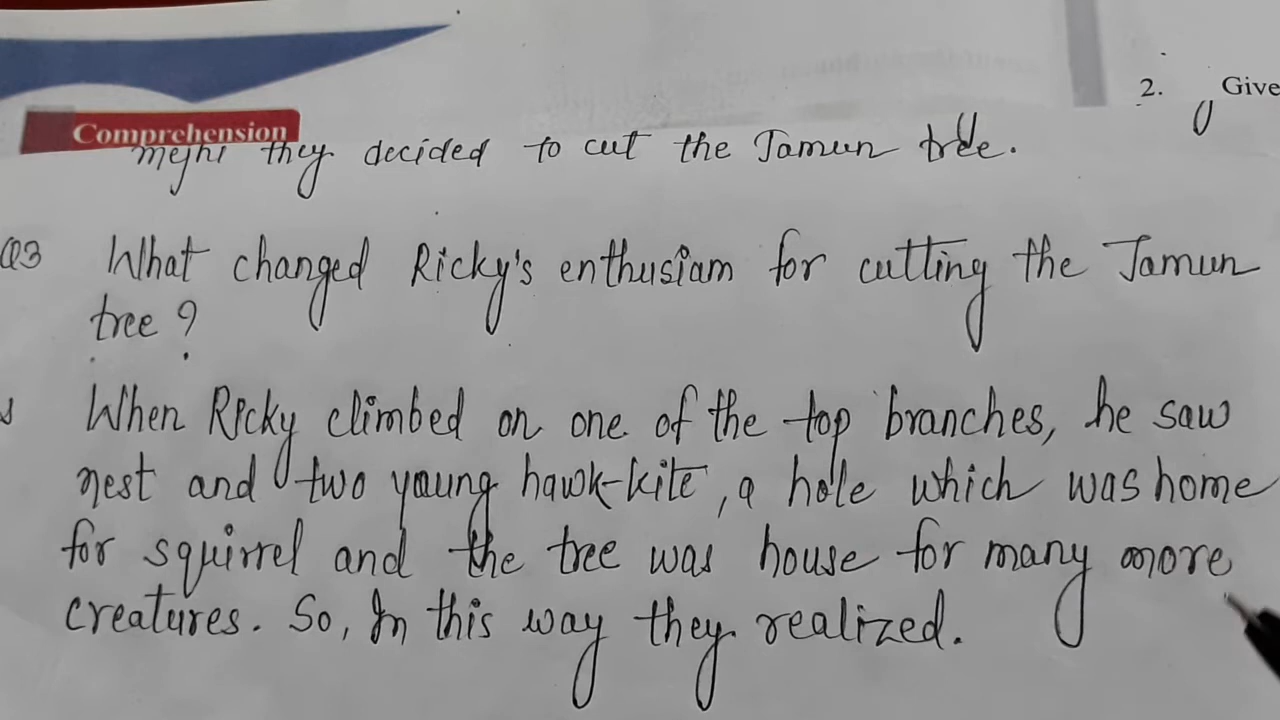 2. Give
Comprehension
they decided to cut the Jamun tree.
Q3 What changed Ricky's enthusiam for cutting the Jamun
tree ?
When Ricky climbed on one of the top branches, he saw
nest and two young hawk-kite, a hole which was home
for squirrel and the tree was house for many more
creatures. So, In this way they realized.